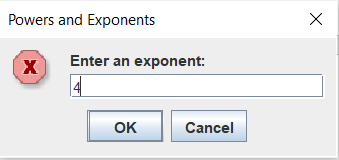 Powers and Exponents
Enter an exponent:
4
OK Cancel